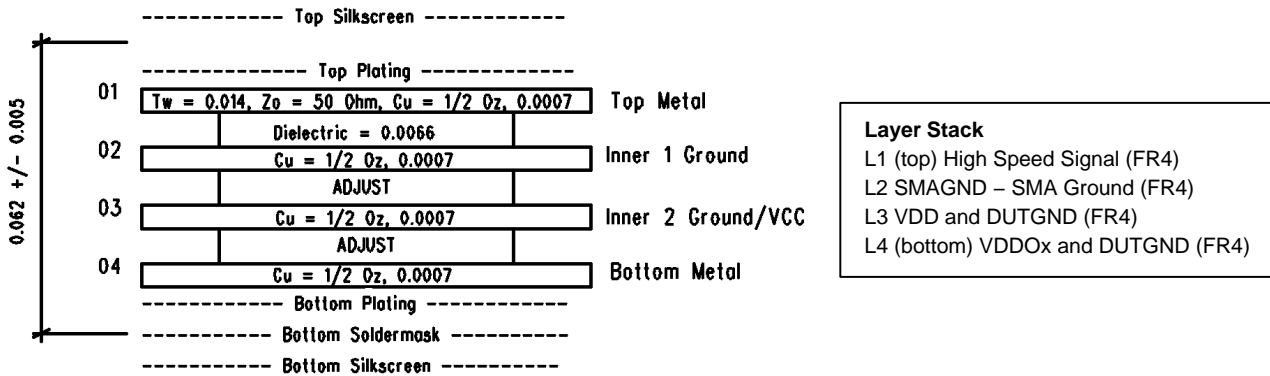 ------------ Top Silkscreen ------------
0.062 +/- 0.005
------------- Top Plating -------------
01 Tw = 0.014, Zo = 50 Ohm, Cu = 1/2 Oz, 0.0007 Top Metal
Dielectric = 0.0066
02 Cu = 1/2 Oz, 0.0007 Inner 1 Ground
ADJUST
03 Cu = 1/2 Oz, 0.0007 Inner 2 Ground/VCC
ADJUST
04 Cu = 1/2 Oz, 0.0007 Bottom Metal
------------ Bottom Plating ------------
----------- Bottom Soldermask -----------
----------- Bottom Silkscreen -----------
Layer Stack
L1 (top) High Speed Signal (FR4)
L2 SMAGND – SMA Ground (FR4)
L3 VDD and DUTGND (FR4)
L4 (bottom) VDDOx and DUTGND (FR4)